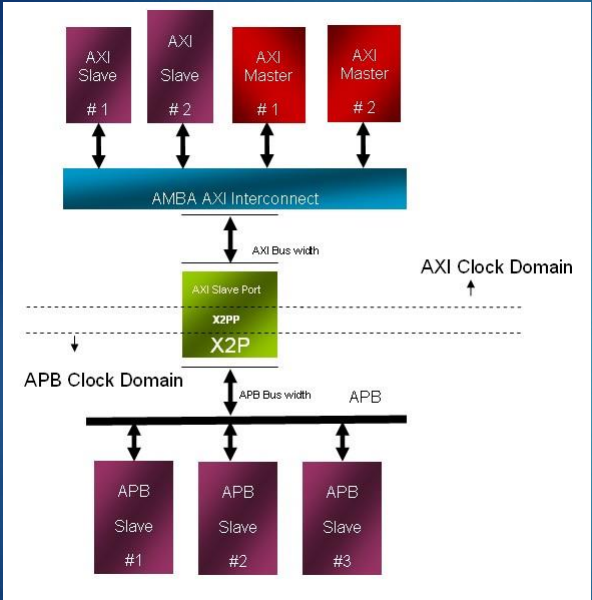 AXI
Slave
# 1
AXI
Slave
# 2
AXI
Master
# 1
AXI
Master
# 2
AMBA AXI Interconnect
AXI Bus width
AXI Clock Domain
AXI Slave Port
X2PP
X2P
APB Clock Domain
APB Bus width
APB
APB
Slave
#1
APB
Slave
#2
APB
Slave
#3